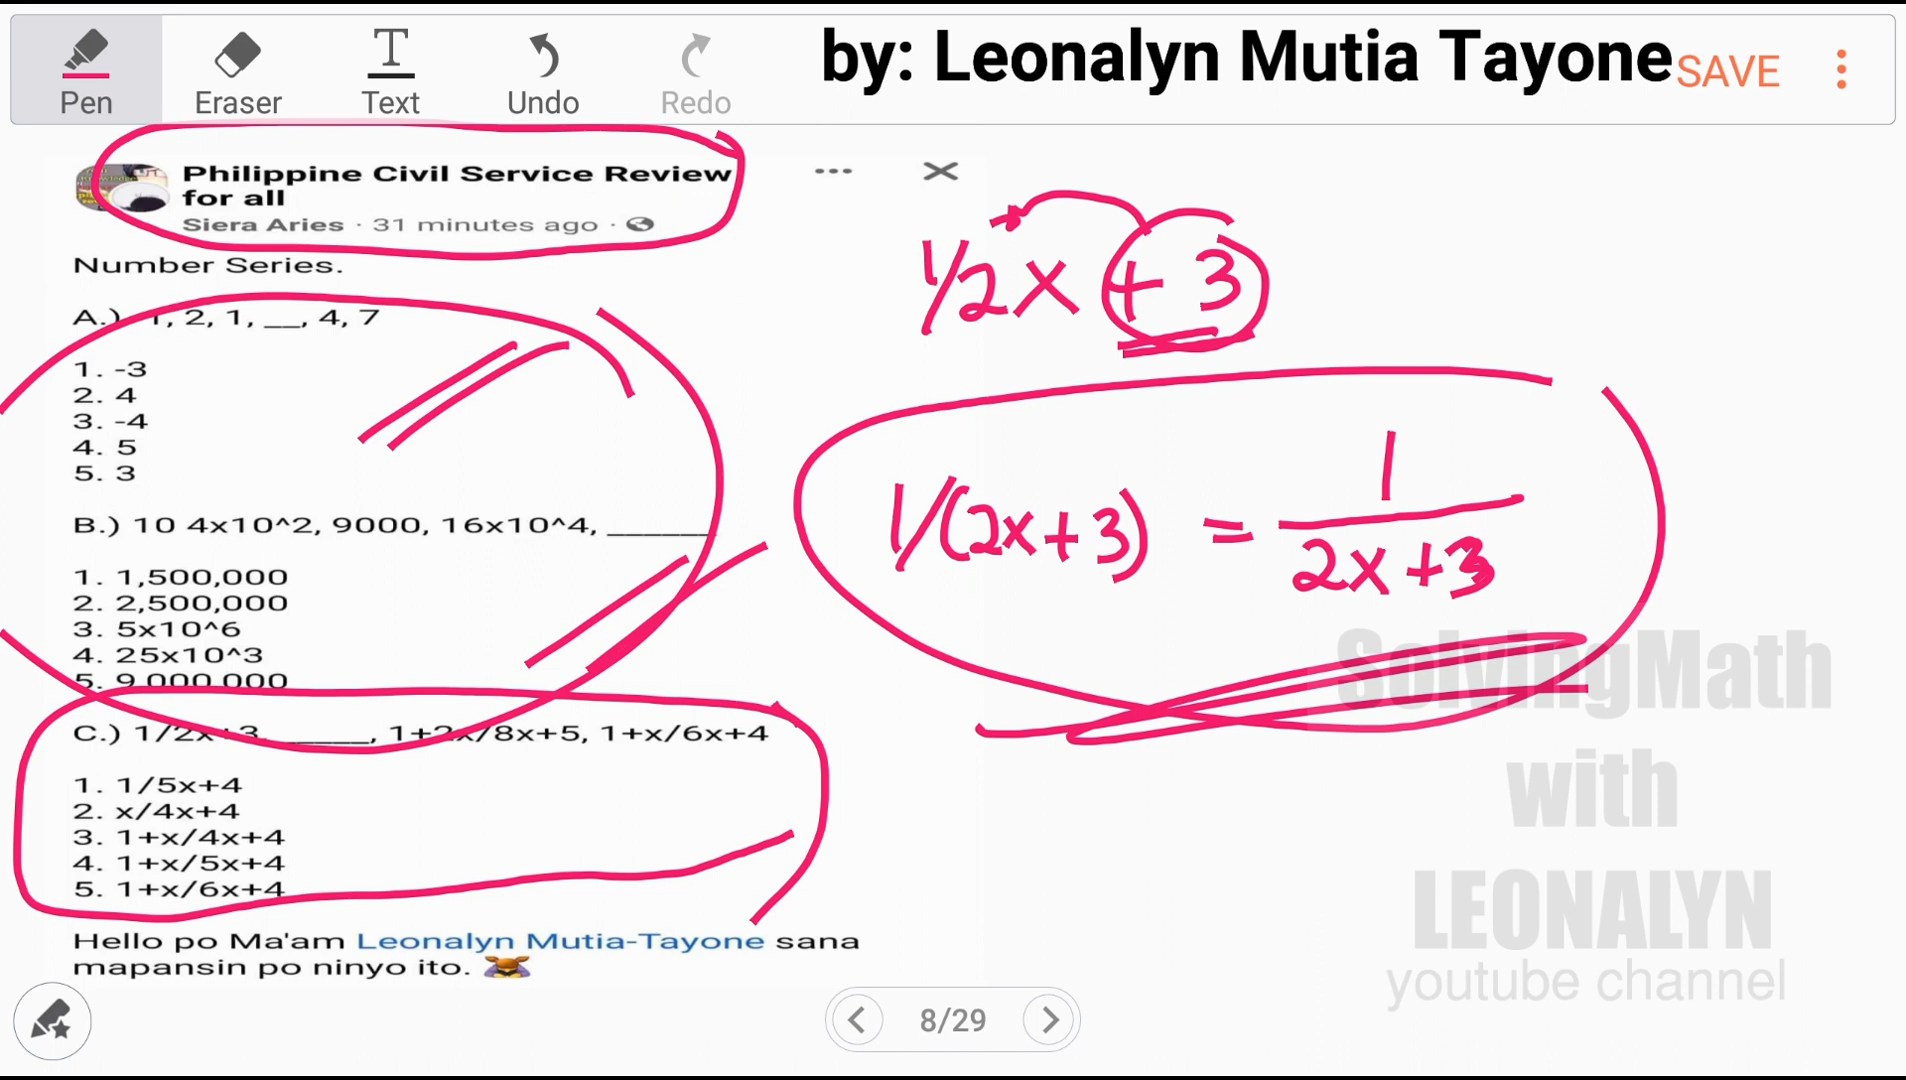 Pen
Eraser
Text
Undo
Redo
by: Leonalyn Mutia Tayone
SAVE
Philippine Civil Service Review
for all
Siera Aries · 31 minutes ago ·
Number Series.
A.) 1, 2, 1, __, 4, 7
1. -3
2. 4
3. -4
4. 5
5. 3
B.) 10 4x10^2, 9000, 16x10^4, ______
1. 1,500,000
2. 2,500,000
3. 5x10^6
4. 25x10^3
5. 9,000,000
C.) 1/2x+3, _____, 1+2x/8x+5, 1+x/6x+4
1. 1/5x+4
2. x/4x+4
3. 1+x/4x+4
4. 1+x/5x+4
5. 1+x/6x+4
Hello po Ma'am Leonalyn Mutia-Tayone sana
mapansin po ninyo ito.
1/2x + 3
1/(2x+3) = 1/2x+3
SolvingMath
with
LEONALYN
youtube channel
8/29